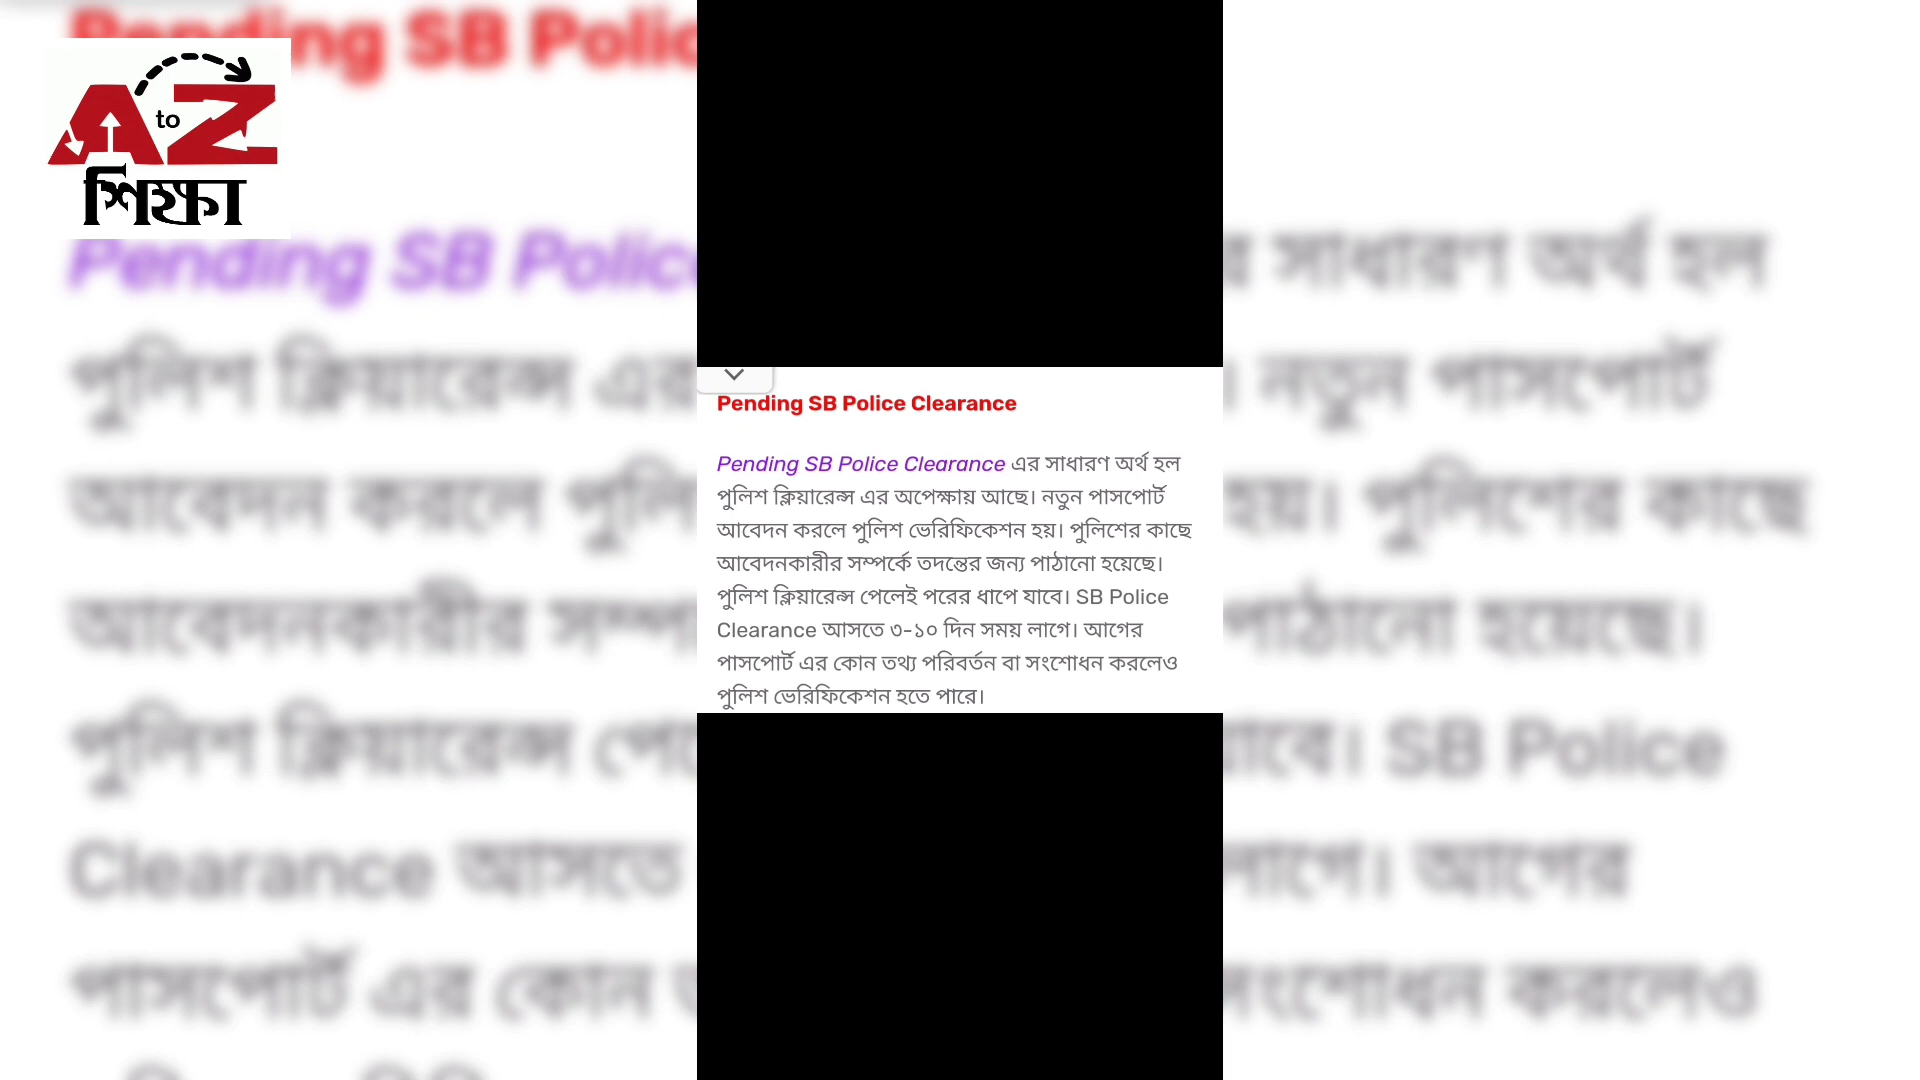 A to Z
শিক্ষা
Pending SB Police Clearance
Pending SB Police Clearance এর সাধারণ অর্থ হল
পুলিশ ক্লিয়ারেন্স এর অপেক্ষায় আছে। নতুন পাসপোর্ট
আবেদন করলে পুলিশ ভেরিফিকেশন হয়। পুলিশের কাছে
আবেদনকারীর সম্পর্কে তদন্তের জন্য পাঠানো হয়েছে।
পুলিশ ক্লিয়ারেন্স পেলেই পরের ধাপে যাবে। SB Police
Clearance আসতে ৩-১০ দিন সময় লাগে। আগের
পাসপোর্ট এর কোন তথ্য পরিবর্তন বা সংশোধন করলেও
পুলিশ ভেরিফিকেশন হতে পারে।